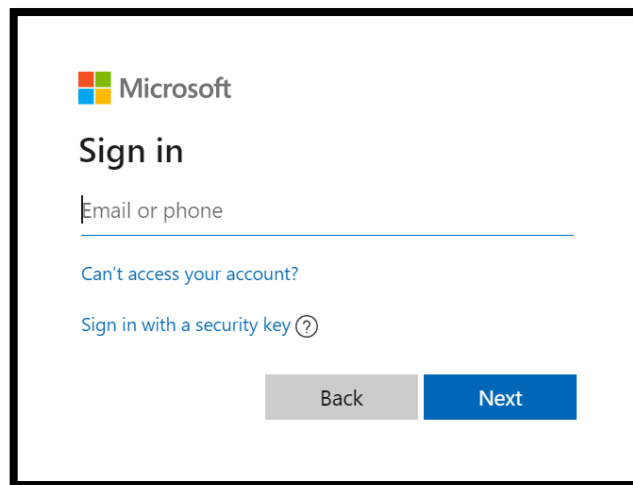 Microsoft
Sign in
Email or phone
Can't access your account?
Sign in with a security key ?
Back Next